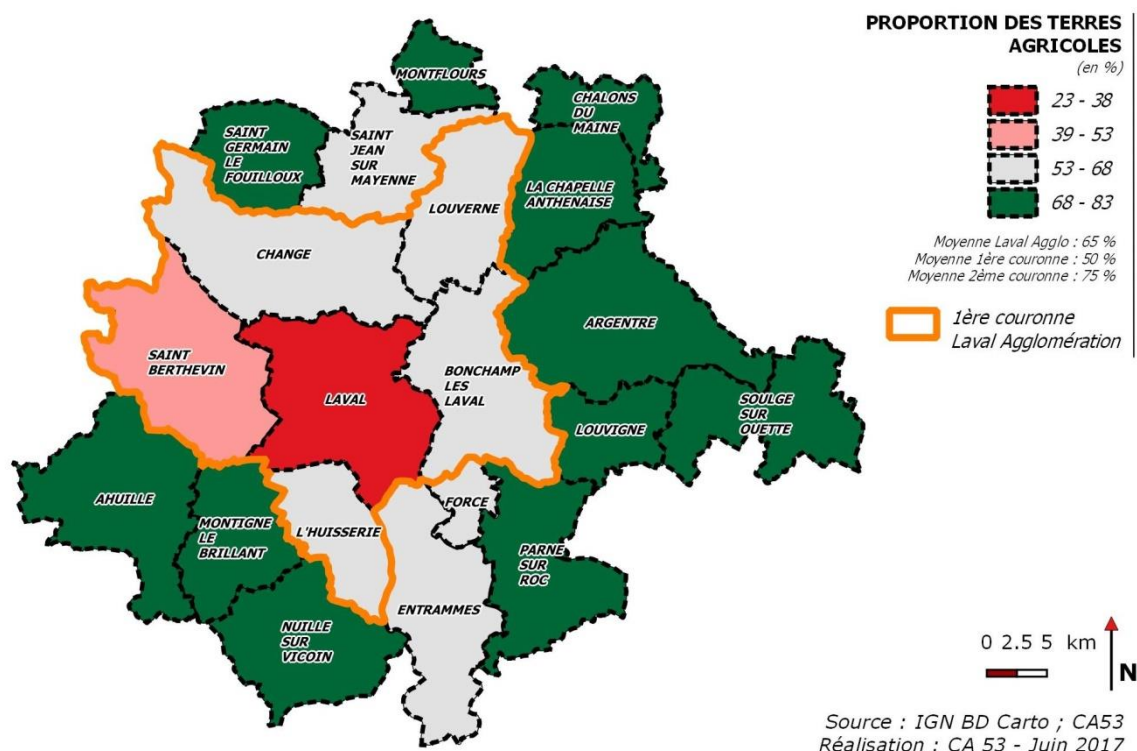 PROPORTION DES TERRES
AGRICOLES
(en %)
23 - 38
39 - 53
53 - 68
68 - 83
Moyenne Laval Agglo : 65 %
Moyenne 1ère couronne : 50 %
Moyenne 2ème couronne : 75 %
1ère couronne
Laval Agglomération
MONTFLOURS
CHALONS
DU
MAINE
SAINT
GERMAIN
LE
FOUILLOUX
SAINT
JEAN
SUR
MAYENNE
LA CHAPELLE
ANTHENAISE
LOUVERNE
CHANGE
ARGENTRE
SAINT
BERTHEVIN
BONCHAMP
LES
LAVAL
LAVAL
SOULGE
SUR
OUETTE
LOUVIGNE
AHUILLE
FORCE
MONTIGNE
LE
BRILLANT
L'HUISSERIE
PARNE
SUR
ROC
ENTRAMMES
NUILLE
SUR
VICOIN
0 2.5 5 km
N
Source : IGN BD Carto ; CA53
Réalisation : CA 53 - Juin 2017